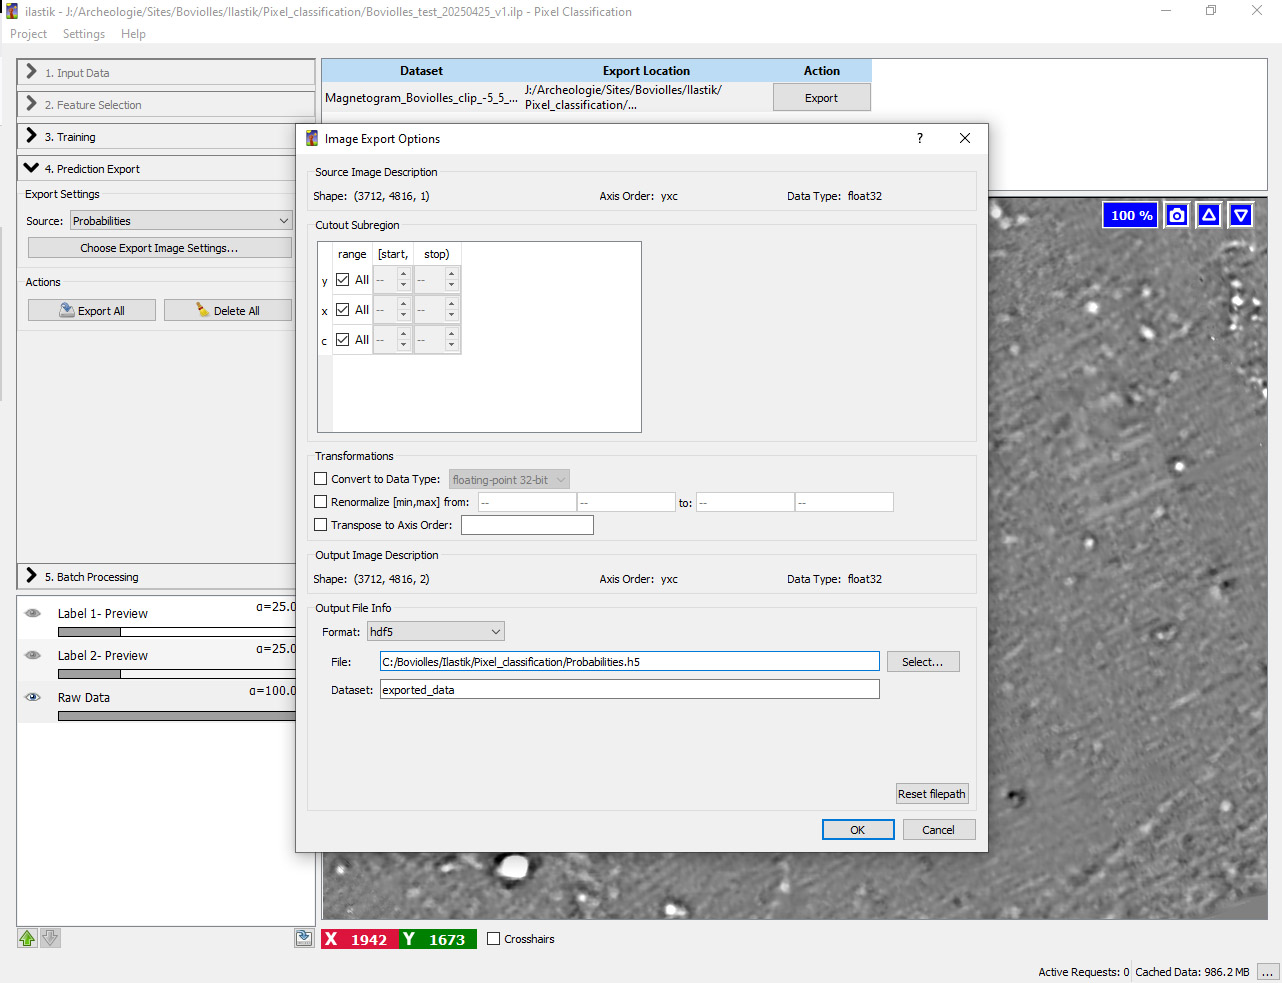 ilastik - J:/Archeologie/Sites/Boviolles/Ilastik/Pixel_classification/Boviolles_test_20250425_v1.ilp - Pixel Classification
Project Settings Help
1. Input Data
2. Feature Selection
3. Training
4. Prediction Export
Export Settings
Source: Probabilities
Choose Export Image Settings...
Actions
Export All Delete All
5. Batch Processing
Label 1- Preview α=25.0
Label 2- Preview α=25.0
Raw Data α=100.0
Dataset Export Location Action
Magnetogram_Boviolles_clip_-5_5_... J:/Archeologie/Sites/Boviolles/Ilastik/
Pixel_classification/... Export
100 %
Image Export Options ?
Source Image Description
Shape: (3712, 4816, 1) Axis Order: yxc Data Type: float32
Cutout Subregion
range [start, stop)
y All -- --
x All -- --
c All -- --
Transformations
Convert to Data Type: floating-point 32-bit
Renormalize [min,max] from: -- -- to: -- --
Transpose to Axis Order:
Output Image Description
Shape: (3712, 4816, 2) Axis Order: yxc Data Type: float32
Output File Info
Format: hdf5
File: C:/Boviolles/Ilastik/Pixel_classification/Probabilities.h5 Select...
Dataset: exported_data
Reset filepath
OK Cancel
X 1942 Y 1673 Crosshairs
Active Requests: 0 Cached Data: 986.2 MB ...